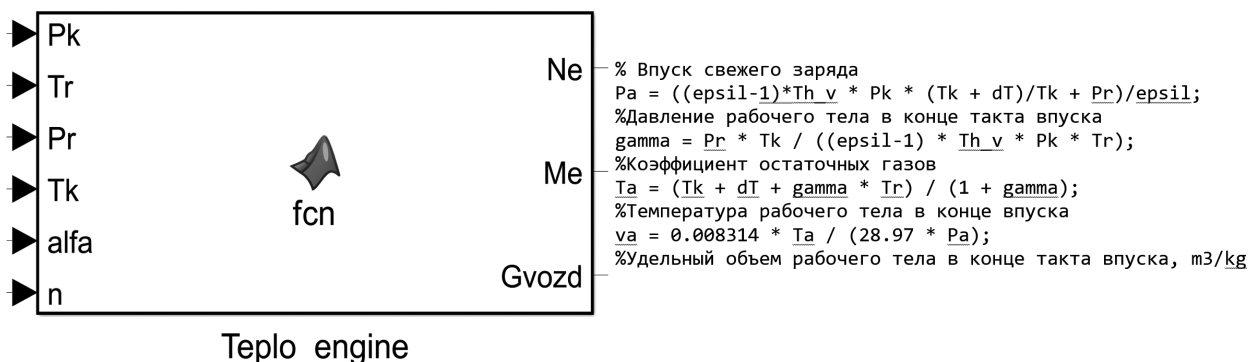 Pk
Tr
Pr
Tk
alfa
n
fcn
Ne
Me
Gvozd
Teplo engine
% Впуск свежего заряда
Pa = ((epsil-1)*Th_v * Pk * (Tk + dT)/Tk + Pr)/epsil;
%Давление рабочего тела в конце такта впуска
gamma = Pr * Tk / ((epsil-1) * Th_v * Pk * Tr);
%Коэффициент остаточных газов
Ta = (Tk + dT + gamma * Tr) / (1 + gamma);
%Температура рабочего тела в конце впуска
va = 0.008314 * Ta / (28.97 * Pa);
%Удельный объем рабочего тела в конце такта впуска, m3/kg